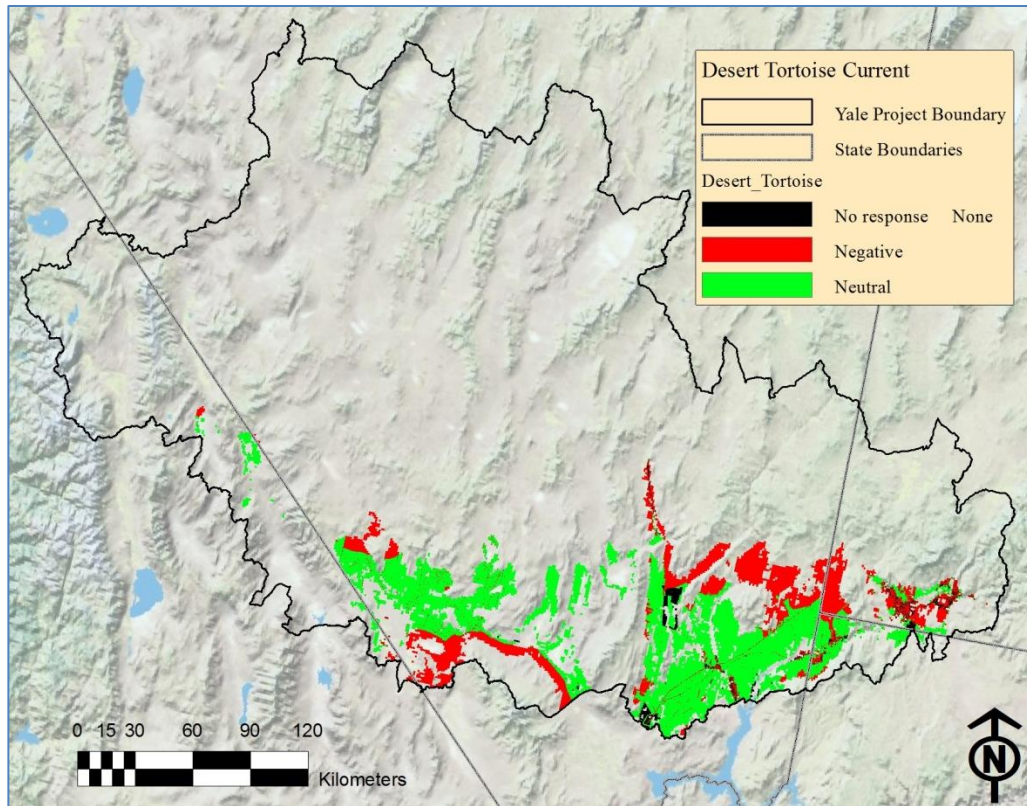 Desert Tortoise Current
Yale Project Boundary
State Boundaries
Desert_Tortoise
No response None
Negative
Neutral
0 15 30 60 90 120
Kilometers
N